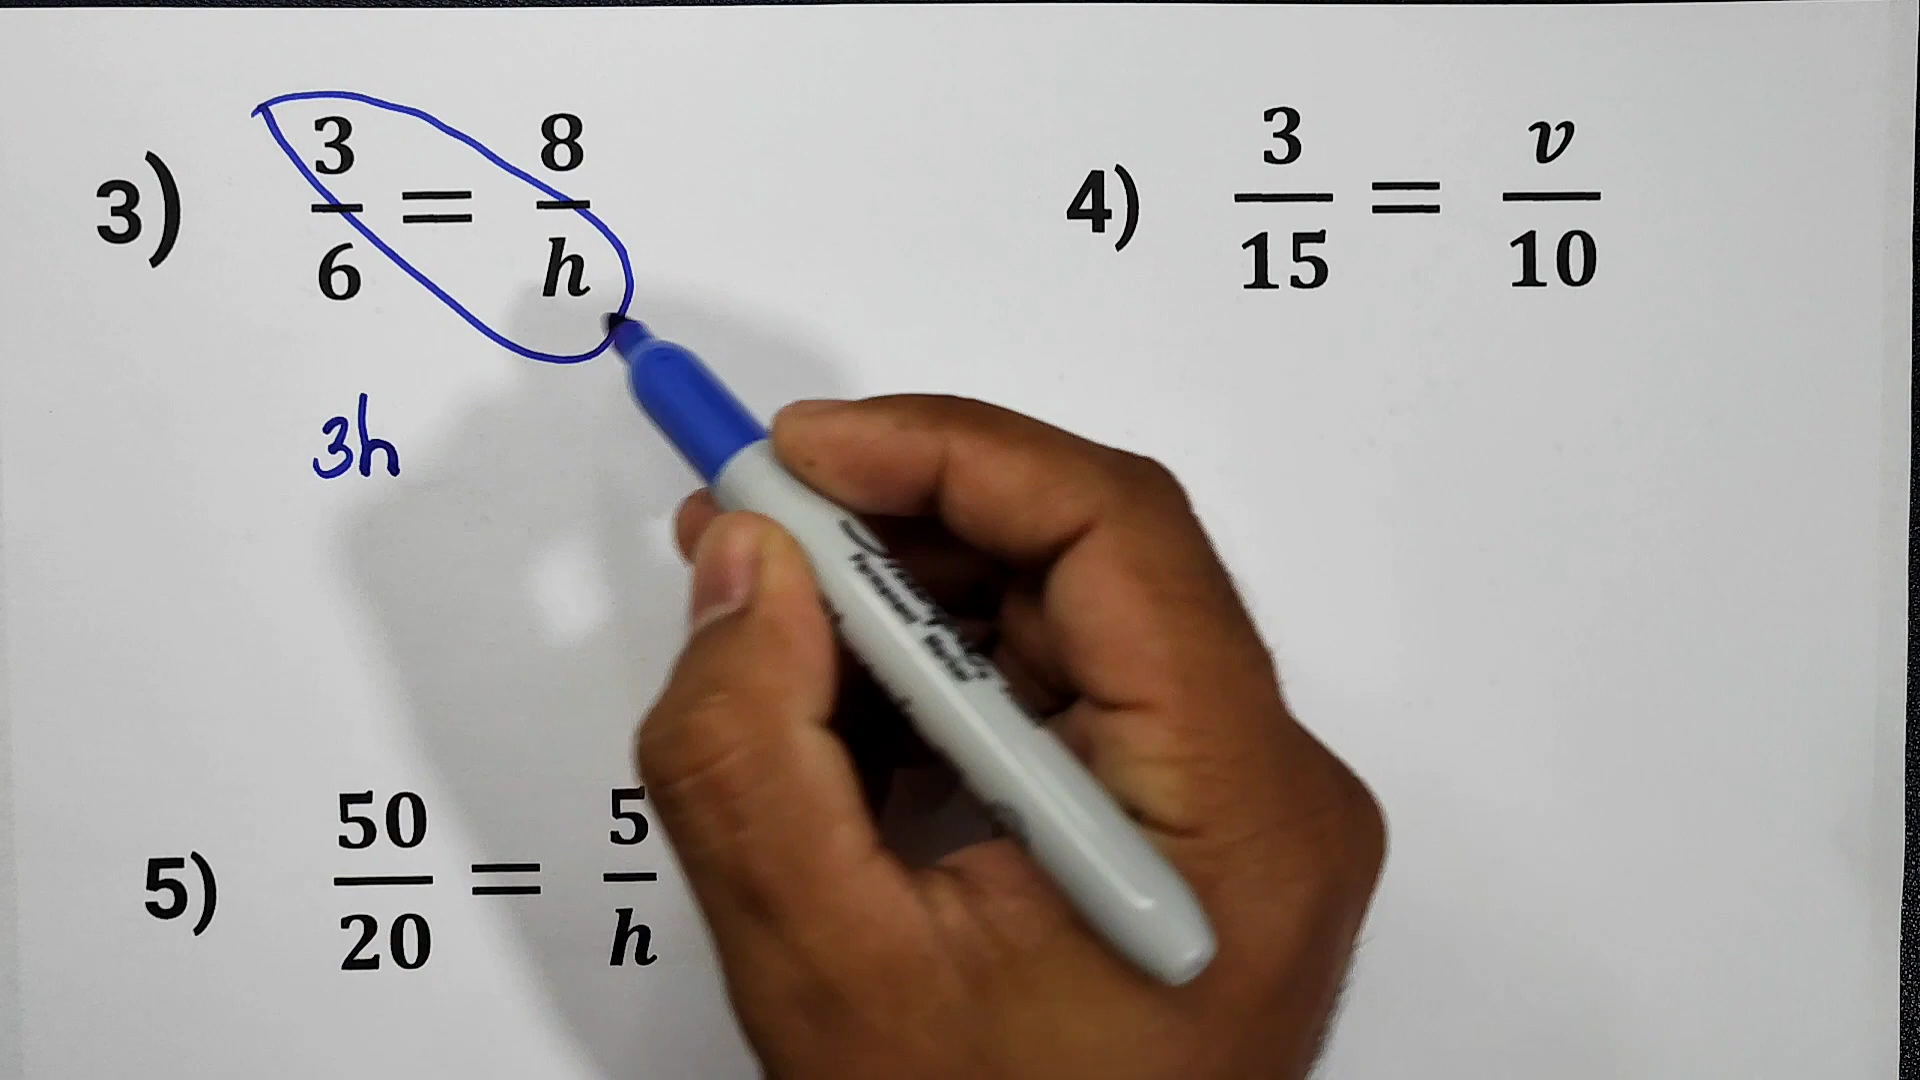 3) 3/6 = 8/h
3h
4) 3/15 = v/10
5) 50/20 = 5/h